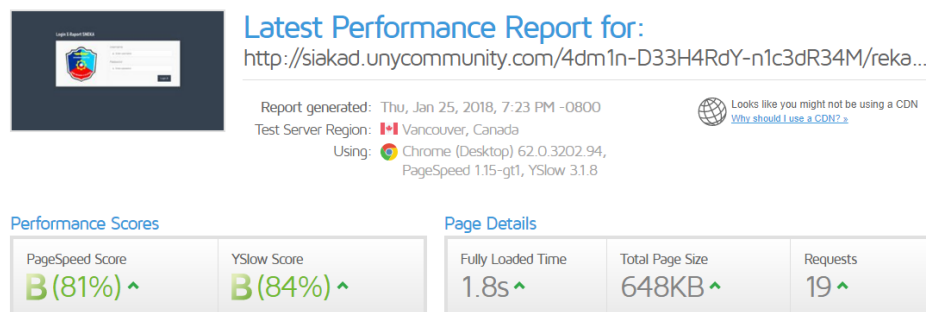 Latest Performance Report for:
http://siakad.unycommunity.com/4dm1n-D33H4RdY-n1c3dR34M/reka...
Login E-Raport SMEKA
Report generated: Thu, Jan 25, 2018, 7:23 PM -0800
Test Server Region: Vancouver, Canada
Using: Chrome (Desktop) 62.0.3202.94,
PageSpeed 1.15-gt1, YSlow 3.1.8
Looks like you might not be using a CDN
Why should I use a CDN? »
Performance Scores
PageSpeed Score
B (81%)
YSlow Score
B (84%)
Page Details
Fully Loaded Time
1.8s
Total Page Size
648KB
Requests
19